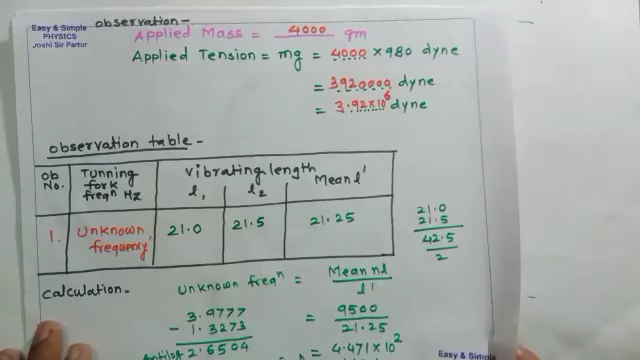 Easy & Simple
PHYSICS
Joshi Sir Partur
observation-
Applied Mass = 4000 gm
Applied Tension = mg = 4000 × 980 dyne
= 3920000 dyne
= 3.92×10⁶ dyne
observation table-
ob No. | Tunning fork freqⁿ Hz | Vibrating length l₁ | l₂ | Mean l'
1. | Unknown frequency | 21.0 | 21.5 | 21.25
21.0
21.5
42.5
2
Calculation.
Unknown freqⁿ = Mean nl / l'
3.9777
- 1.3273
2.6504
= 9500 / 21.25
= 4.471×10²
Easy & Simple